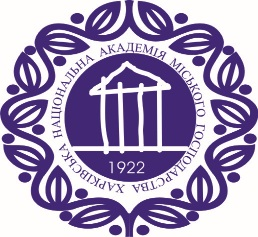 ХАРКІВСЬКА НАЦІОНАЛЬНА АКАДЕМІЯ МІСЬКОГО ГОСПОДАРСТВА
1922